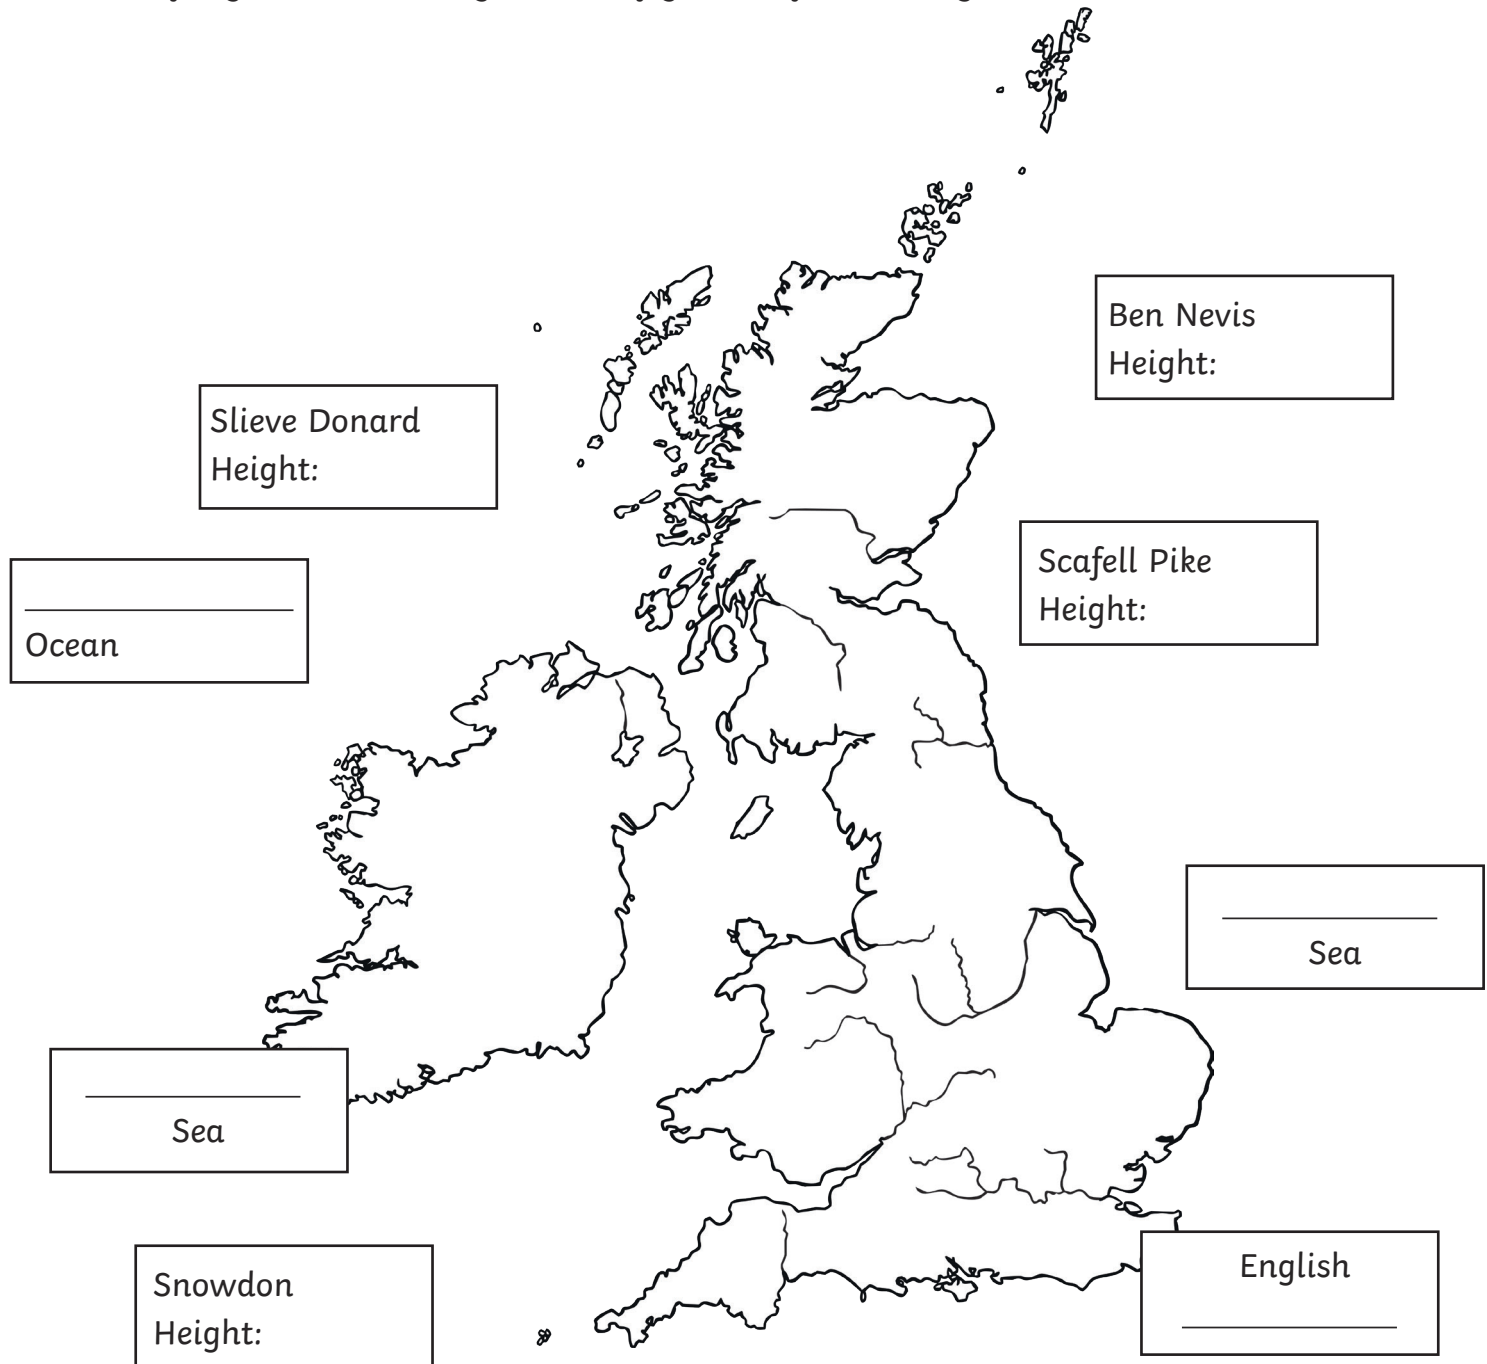 Ben Nevis
Height:
Slieve Donard
Height:
Scafell Pike
Height:
Ocean
Sea
Sea
English
Snowdon
Height: